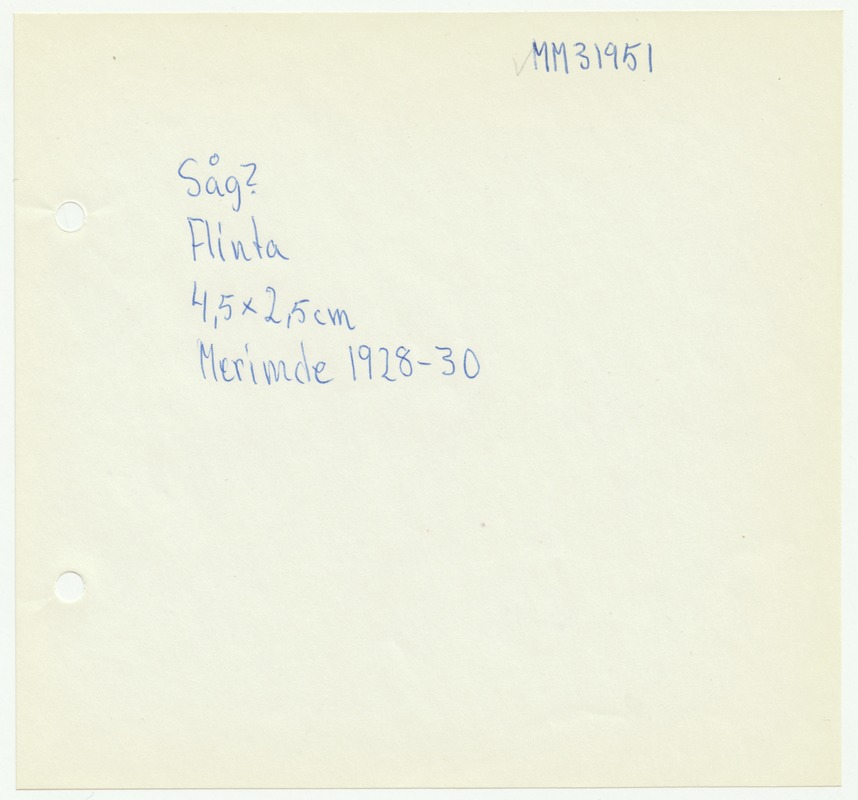 MM31951
Såg?
Flinta
4,5×2,5cm
Merimde 1928-30